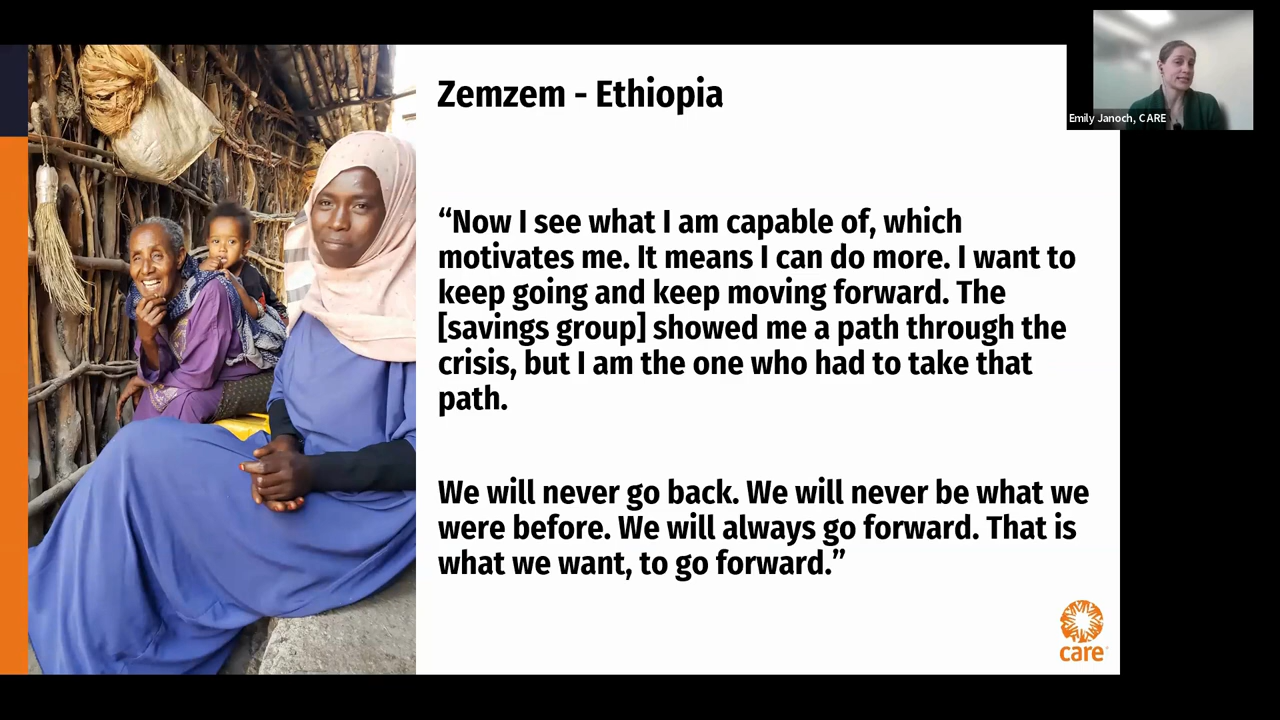 Zemzem - Ethiopia
Emily Janoch, CARE
“Now I see what I am capable of, which
motivates me. It means I can do more. I want to
keep going and keep moving forward. The
[savings group] showed me a path through the
crisis, but I am the one who had to take that
path.
We will never go back. We will never be what we
were before. We will always go forward. That is
what we want, to go forward.”
care